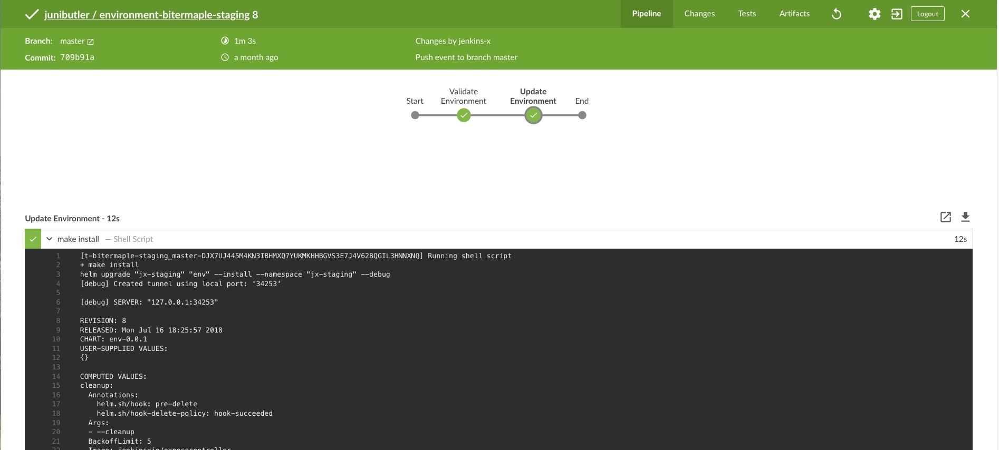 junibutler / environment-bitermaple-staging 8
Pipeline Changes Tests Artifacts Logout
Branch: master 1m 3s Changes by jenkins-x
Commit: 709b91a a month ago Push event to branch master
Start Validate Environment Update Environment End
Update Environment - 12s
make install — Shell Script 12s
1 [t-bitermaple-staging_master-DJX7UJ445M4KN3IBHMXQ7YUKMKHHBGVS3E7J4V62BQGIL3HNNXNQ] Running shell script
2 + make install
3 helm upgrade "jx-staging" "env" --install --namespace "jx-staging" --debug
4 [debug] Created tunnel using local port: '34253'
5
6 [debug] SERVER: "127.0.0.1:34253"
7
8 REVISION: 8
9 RELEASED: Mon Jul 16 18:25:57 2018
10 CHART: env-0.0.1
11 USER-SUPPLIED VALUES:
12 {}
13
14 COMPUTED VALUES:
15 cleanup:
16 Annotations:
17 helm.sh/hook: pre-delete
18 helm.sh/hook-delete-policy: hook-succeeded
19 Args:
20 - --cleanup
21 BackoffLimit: 5
22 Image: jenkinsxio/exposecontroller